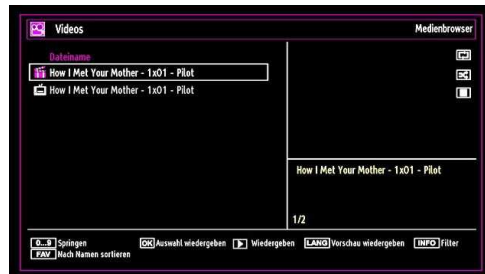 Videos
Medienbrowser
Dateiname
How I Met Your Mother - 1x01 - Pilot
How I Met Your Mother - 1x01 - Pilot
How I Met Your Mother - 1x01 - Pilot
1/2
0...9 Springen OK Auswahl wiedergeben Wiedergeben LANG Vorschau wiedergeben INFO Filter
FAV Nach Namen sortieren